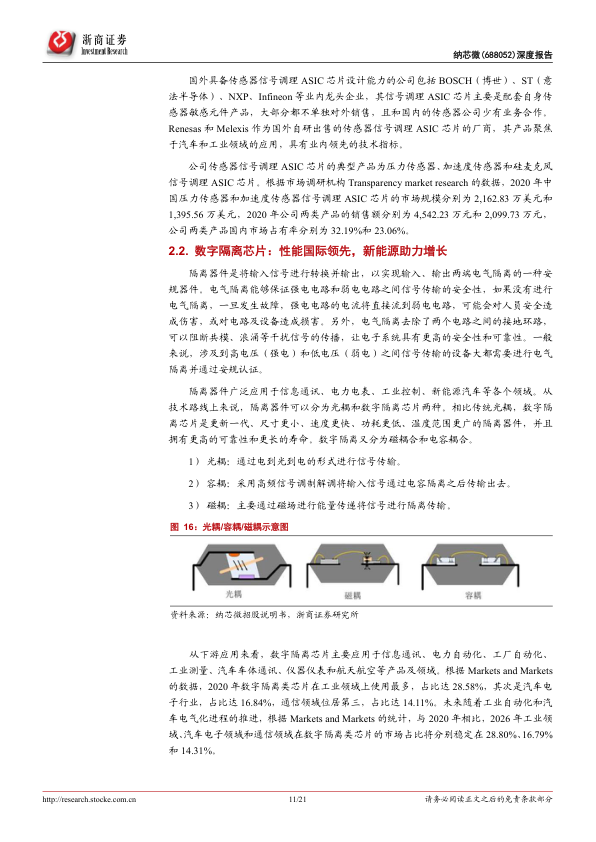 浙商证券
Investment Research
纳芯微(688052)深度报告
国外具备传感器信号调理 ASIC 芯片设计能力的公司包括 BOSCH（博世）、ST（意
法半导体）、NXP、Infineon 等业内龙头企业，其信号调理 ASIC 芯片主要是配套自身传
感器敏感元件产品，大部分都不单独对外销售，且和国内的传感器公司少有业务合作。
Renesas 和 Melexis 作为国外自研出售的传感器信号调理 ASIC 芯片的厂商，其产品聚焦
于汽车和工业领域的应用，具有业内领先的技术指标。
公司传感器信号调理 ASIC 芯片的典型产品为压力传感器、加速度传感器和硅麦克风
信号调理 ASIC 芯片。根据市场调研机构 Transparency market research 的数据，2020 年中
国压力传感器和加速度传感器信号调理 ASIC 芯片的市场规模分别为 2,162.83 万美元和
1,395.56 万美元，2020 年公司两类产品的销售额分别为 4,542.23 万元和 2,099.73 万元，
公司两类产品国内市场占有率分别为 32.19%和 23.06%。
2.2. 数字隔离芯片：性能国际领先，新能源助力增长
隔离器件是将输入信号进行转换并输出，以实现输入、输出两端电气隔离的一种安
规器件。电气隔离能够保证强电电路和弱电电路之间信号传输的安全性，如果没有进行
电气隔离，一旦发生故障，强电电路的电流将直接流到弱电电路，可能会对人员安全造
成伤害，或对电路及设备造成损害。另外，电气隔离去除了两个电路之间的接地环路，
可以阻断共模、浪涌等干扰信号的传播，让电子系统具有更高的安全性和可靠性。一般
来说，涉及到高电压（强电）和低电压（弱电）之间信号传输的设备大都需要进行电气
隔离并通过安规认证。
隔离器件广泛应用于信息通讯、电力电表、工业控制、新能源汽车等各个领域。从
技术路线上来说，隔离器件可以分为光耦和数字隔离芯片两种。相比传统光耦，数字隔
离芯片是更新一代、尺寸更小、速度更快、功耗更低、温度范围更广的隔离器件，并且
拥有更高的可靠性和更长的寿命。数字隔离又分为磁耦合和电容耦合。
1） 光耦：通过电到光到电的形式进行信号传输。
2） 容耦：采用高频信号调制解调将输入信号通过电容隔离之后传输出去。
3） 磁耦：主要通过磁场进行能量传递将信号进行隔离传输。
图 16：光耦/容耦/磁耦示意图
光耦 磁耦 容耦
资料来源：纳芯微招股说明书，浙商证券研究所
从下游应用来看，数字隔离芯片主要应用于信息通讯、电力自动化、工厂自动化、
工业测量、汽车车体通讯、仪器仪表和航天航空等产品及领域。根据 Markets and Markets
的数据，2020 年数字隔离类芯片在工业领域上使用最多，占比达 28.58%，其次是汽车电
子行业，占比达 16.84%，通信领域位居第三，占比达 14.11%。未来随着工业自动化和汽
车电气化进程的推进，根据 Markets and Markets 的统计，与 2020 年相比，2026 年工业领
域、汽车电子领域和通信领域在数字隔离类芯片的市场占比将分别稳定在 28.80%、16.79%
和 14.31%。
http://research.stocke.com.cn
11/21
请务必阅读正文之后的免责条款部分